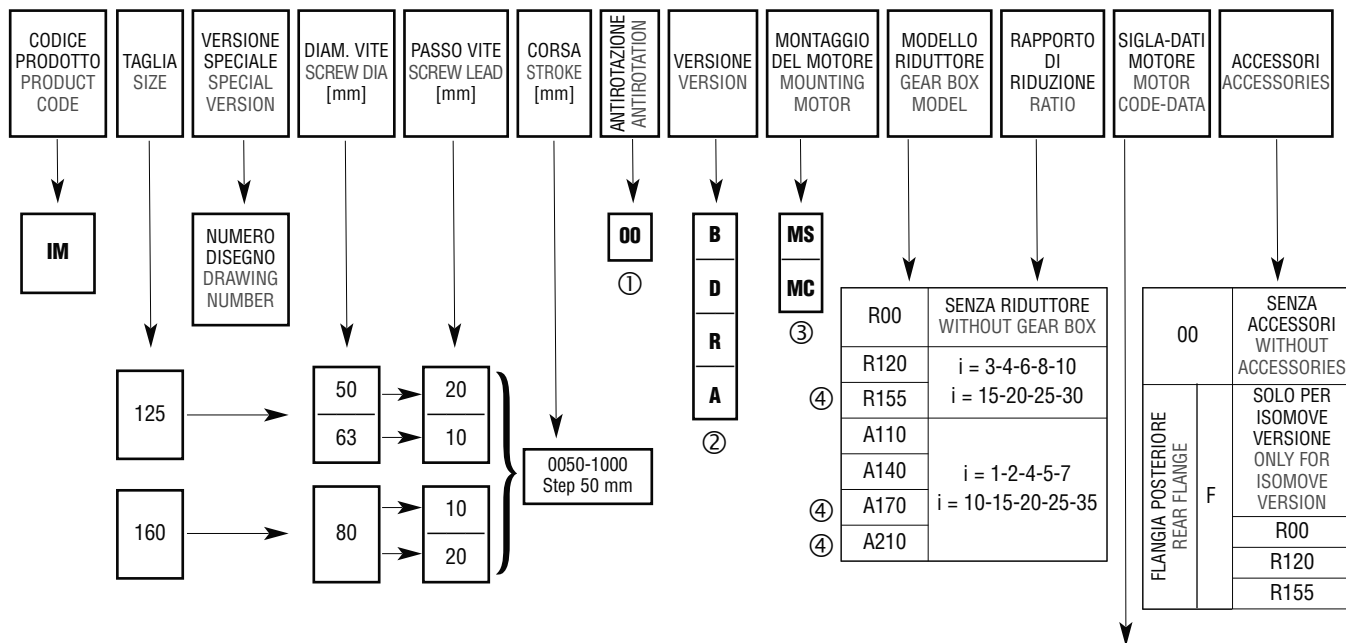 CODICE
PRODOTTO
PRODUCT
CODE
TAGLIA
SIZE
VERSIONE
SPECIALE
SPECIAL
VERSION
DIAM. VITE
SCREW DIA
[mm]
PASSO VITE
SCREW LEAD
[mm]
CORSA
STROKE
[mm]
ANTIROTAZIONE
ANTIROTATION
VERSIONE
VERSION
MONTAGGIO
DEL MOTORE
MOUNTING
MOTOR
MODELLO
RIDUTTORE
GEAR BOX
MODEL
RAPPORTO
DI
RIDUZIONE
RATIO
SIGLA-DATI
MOTORE
MOTOR
CODE-DATA
ACCESSORI
ACCESSORIES
IM
NUMERO
DISEGNO
DRAWING
NUMBER
00
①
B
D
R
A
②
MS
MC
③
125
50
63
20
10
160
80
10
20
0050-1000
Step 50 mm
R00
SENZA RIDUTTORE
WITHOUT GEAR BOX
R120
④ R155
i = 3-4-6-8-10
i = 15-20-25-30
A110
A140
④ A170
④ A210
i = 1-2-4-5-7
i = 10-15-20-25-35
00
SENZA
ACCESSORI
WITHOUT
ACCESSORIES
FLANGIA POSTERIORE
REAR FLANGE
F
SOLO PER
ISOMOVE
VERSIONE
ONLY FOR
ISOMOVE
VERSION
R00
R120
R155